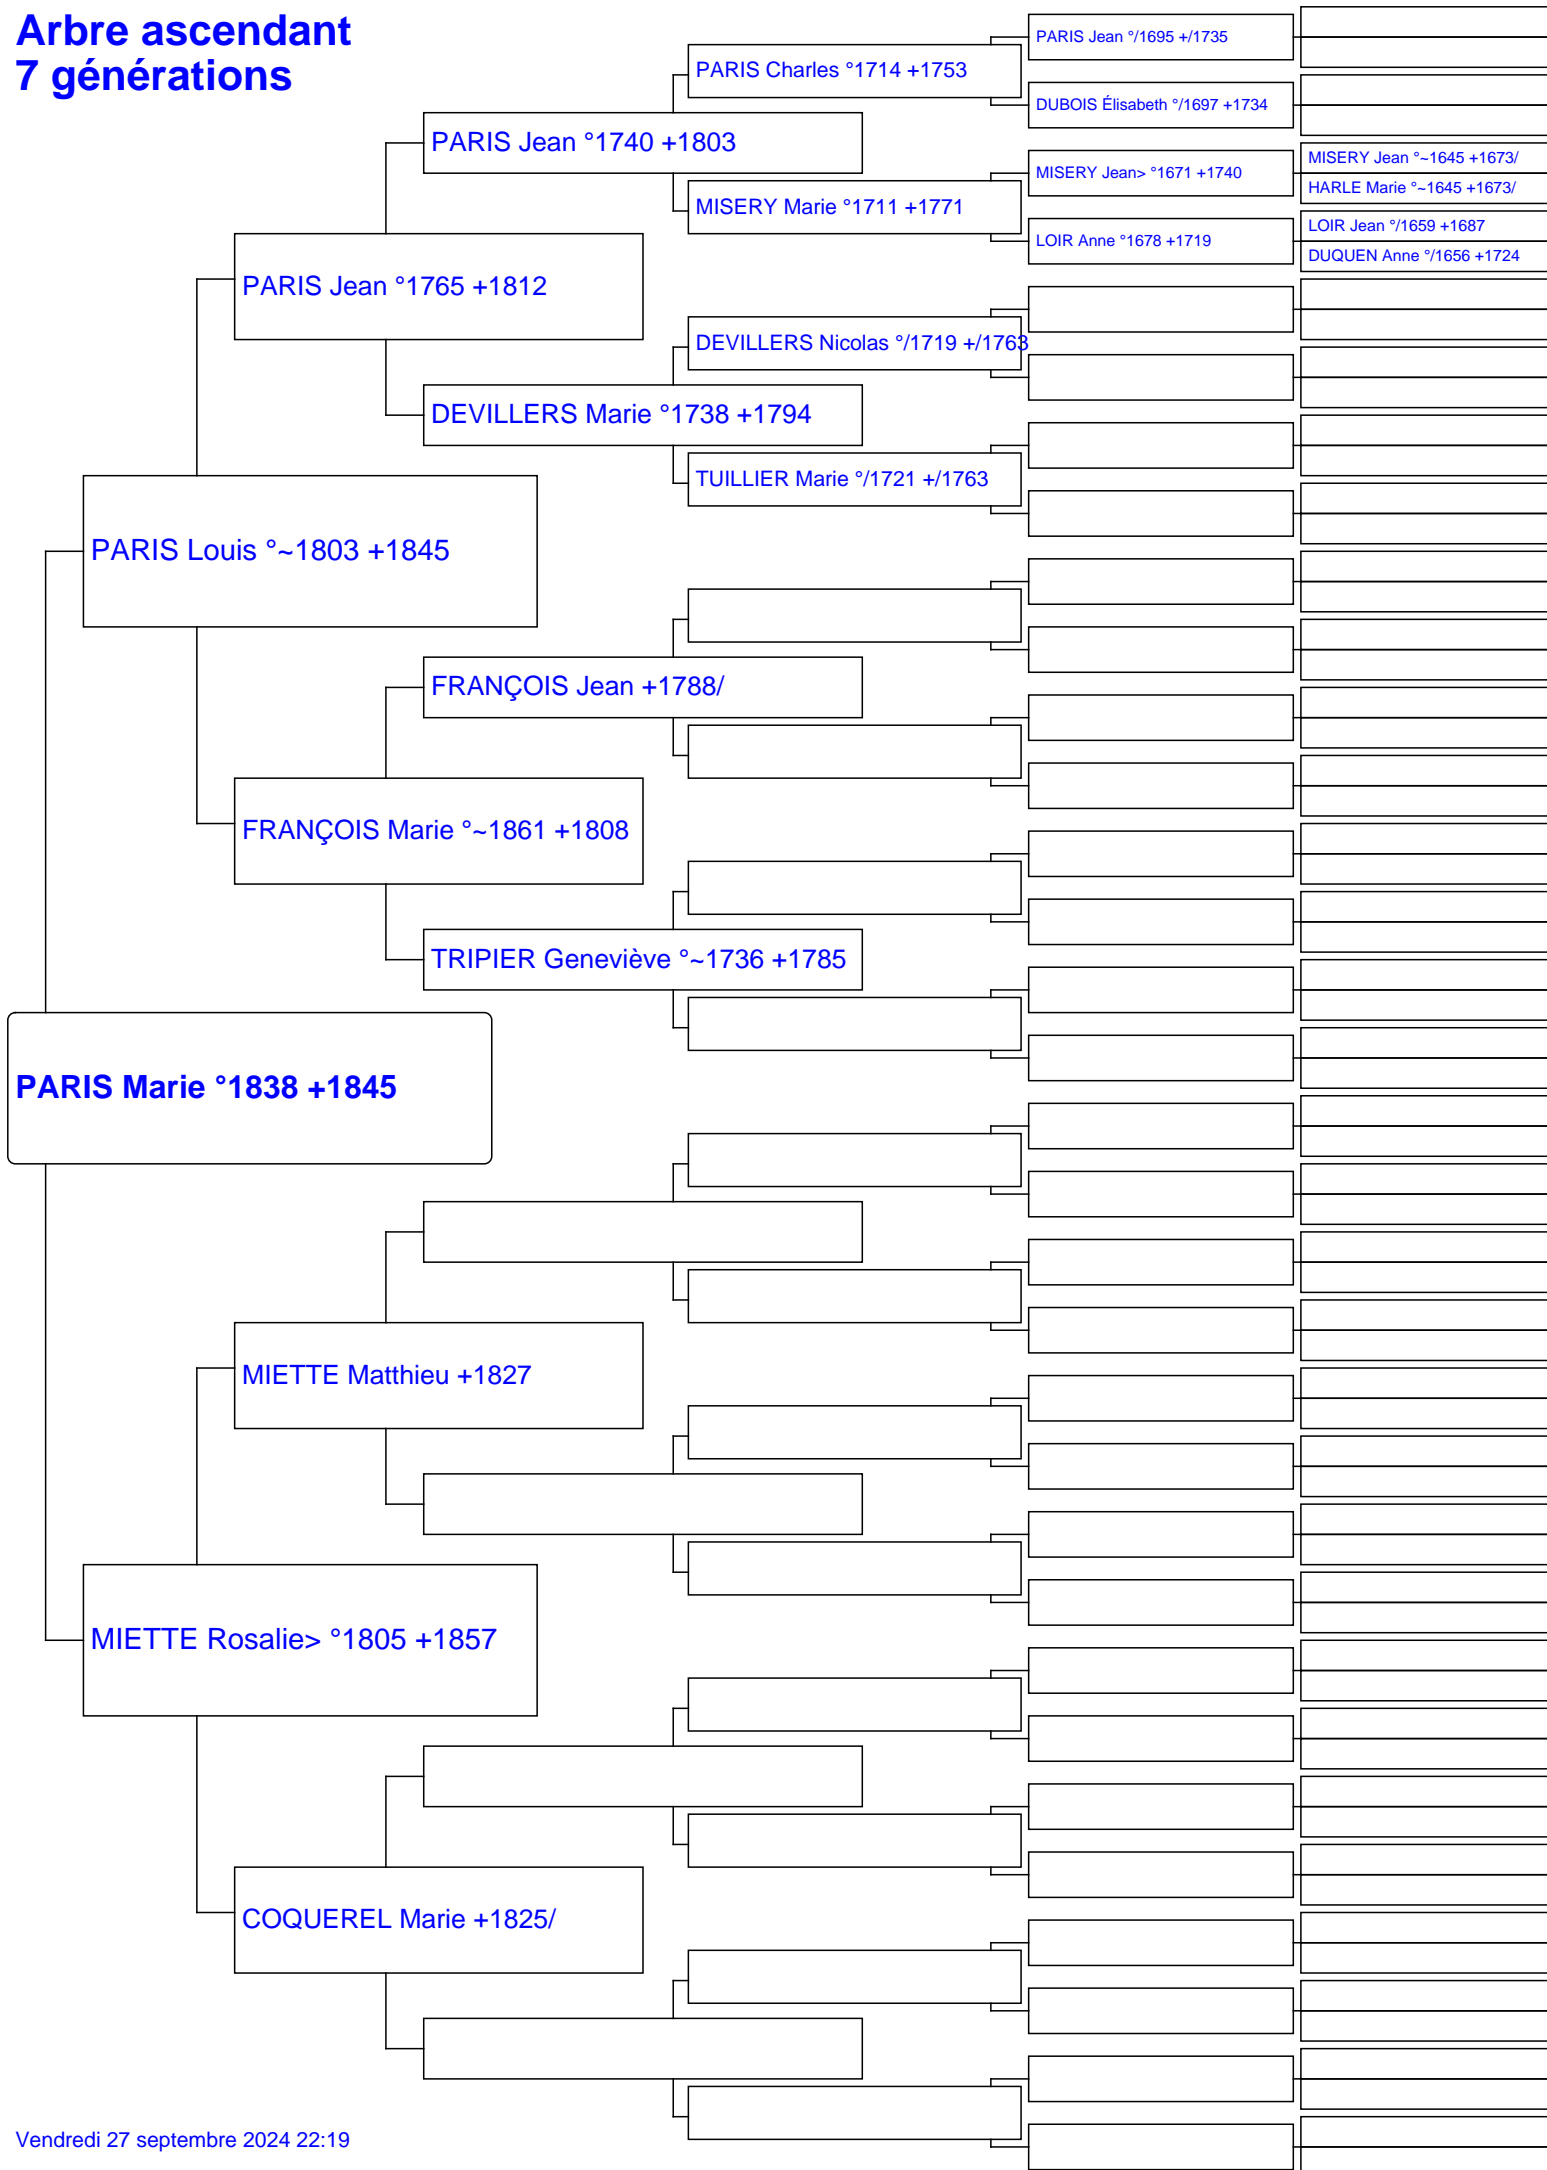 Arbre ascendant
7 générations
PARIS Jean °/1695 +/1735
PARIS Charles °1714 +1753
DUBOIS Élisabeth °/1697 +1734
PARIS Jean °1740 +1803
MISERY Jean °~1645 +1673/
MISERY Jean> °1671 +1740
HARLE Marie °~1645 +1673/
MISERY Marie °1711 +1771
LOIR Jean °/1659 +1687
LOIR Anne °1678 +1719
DUQUEN Anne °/1656 +1724
PARIS Jean °1765 +1812
DEVILLERS Nicolas °/1719 +/1763
DEVILLERS Marie °1738 +1794
TUILLIER Marie °/1721 +/1763
PARIS Louis °~1803 +1845
FRANÇOIS Jean +1788/
FRANÇOIS Marie °~1861 +1808
TRIPIER Geneviève °~1736 +1785
PARIS Marie °1838 +1845
MIETTE Matthieu +1827
MIETTE Rosalie> °1805 +1857
COQUEREL Marie +1825/
Vendredi 27 septembre 2024 22:19